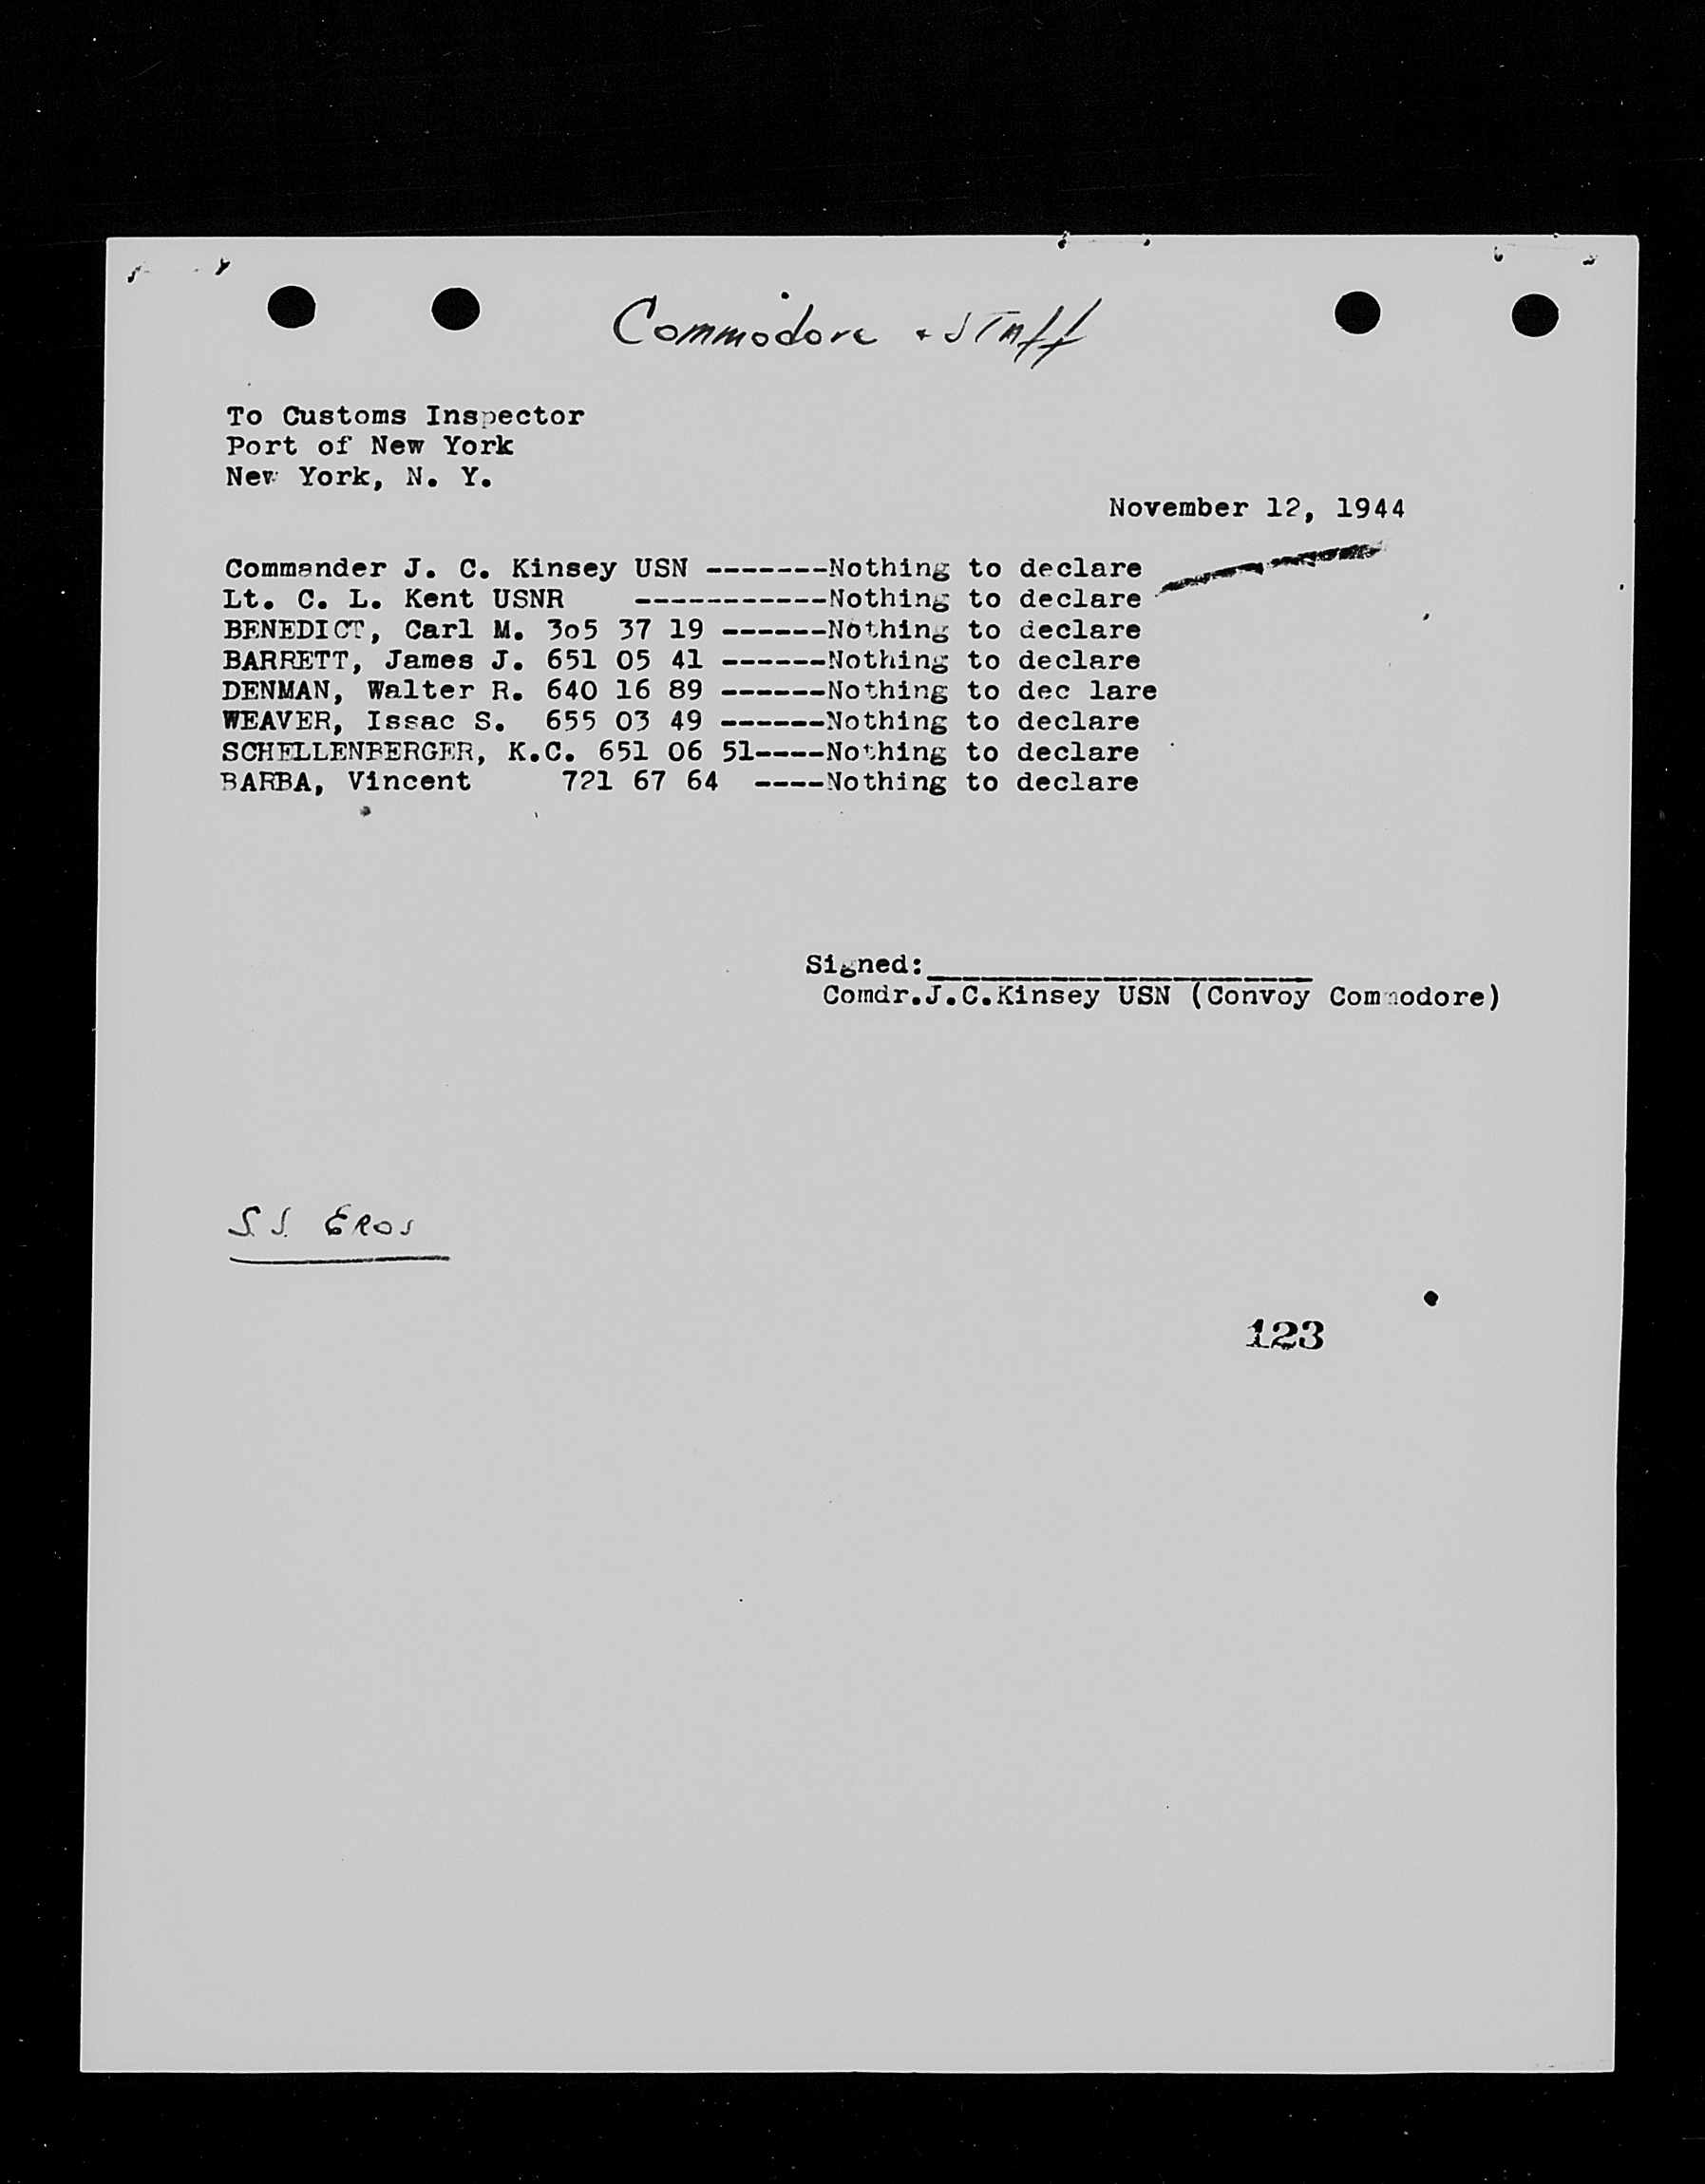 Commodore + Staff
To Customs Inspector
Port of New York
New York, N. Y.
November 12, 1944
Commander J. C. Kinsey USN -------Nothing to declare
Lt. C. L. Kent USNR    -----------Nothing to declare
BENEDICT, Carl M. 3o5 37 19 ------Nothing to declare
BARRETT, James J. 651 05 41 ------Nothing to declare
DENMAN, Walter R. 640 16 89 ------Nothing to dec lare
WEAVER, Issac S.  655 03 49 ------Nothing to declare
SCHELLENBERGER, K.C. 651 06 51----Nothing to declare
BARBA, Vincent     721 67 64  ----Nothing to declare
Signed:______________________
Comdr.J.C.Kinsey USN (Convoy Commodore)
S.S. EROS
123